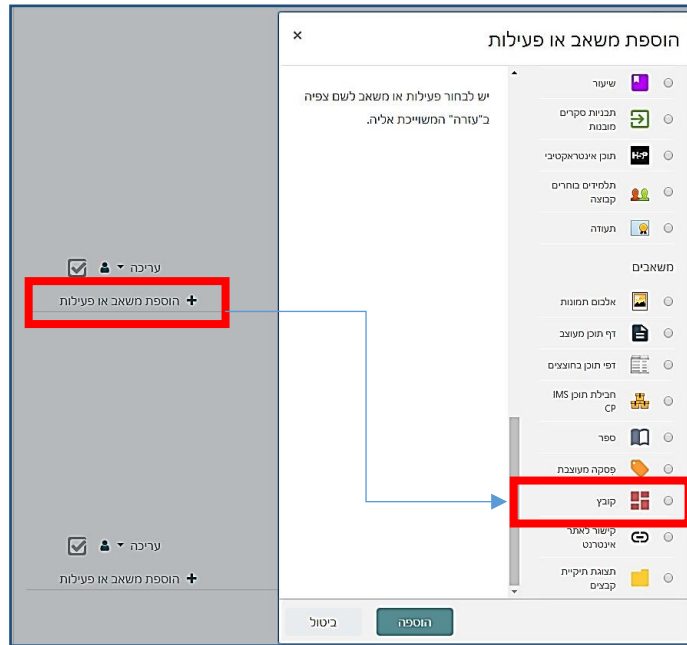 הוספת משאב או פעילות
×
יש לבחור פעילות או משאב לשם צפיה
ב"עזרה" המשוייכת אליה.
שיעור
תבניות סקרים
מובנות
H-P
תוכן אינטראקטיבי
תלמידים בוחרים
קבוצה
תעודה
משאבים
אלבום תמונות
דף תוכן מעוצב
דפי תוכן בחוצצים
חבילת תוכן IMS
CP
ספר
פסקה מעוצבת
קובץ
קישור לאתר
אינטרנט
תצוגת תיקיית
קבצים
הוספה
ביטול
עריכה
+ הוספת משאב או פעילות
עריכה
+ הוספת משאב או פעילות